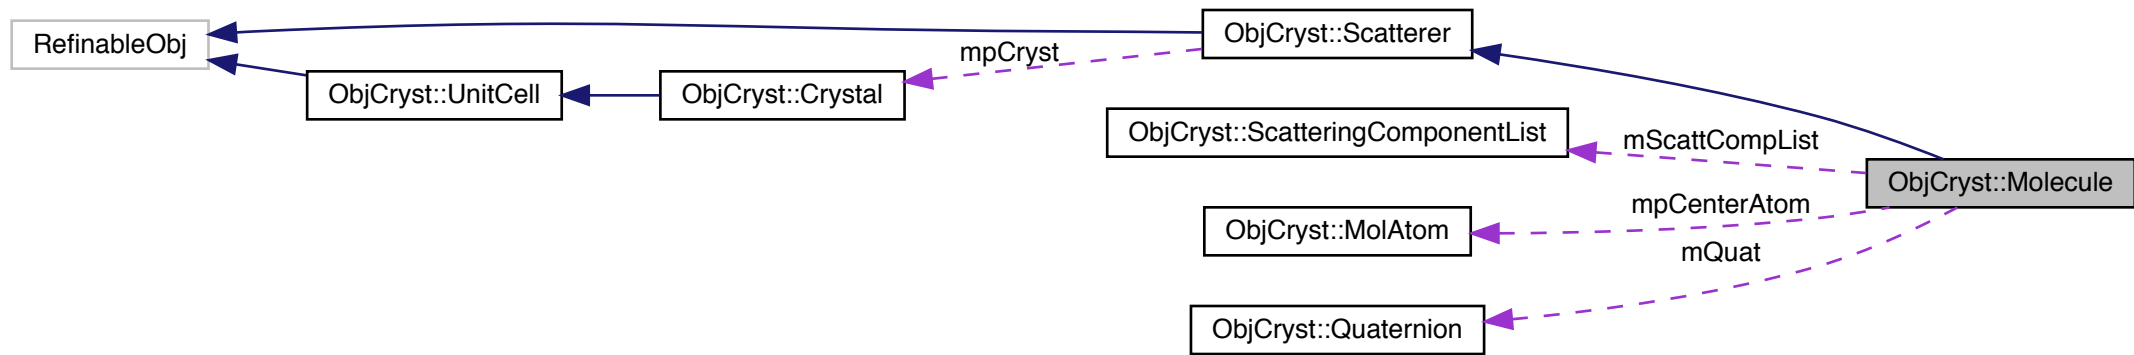 RefinableObj
ObjCryst::Scatterer
mpCryst
ObjCryst::UnitCell
ObjCryst::Crystal
ObjCryst::ScatteringComponentList
mScattCompList
ObjCryst::Molecule
mpCenterAtom
ObjCryst::MolAtom
mQuat
ObjCryst::Quaternion